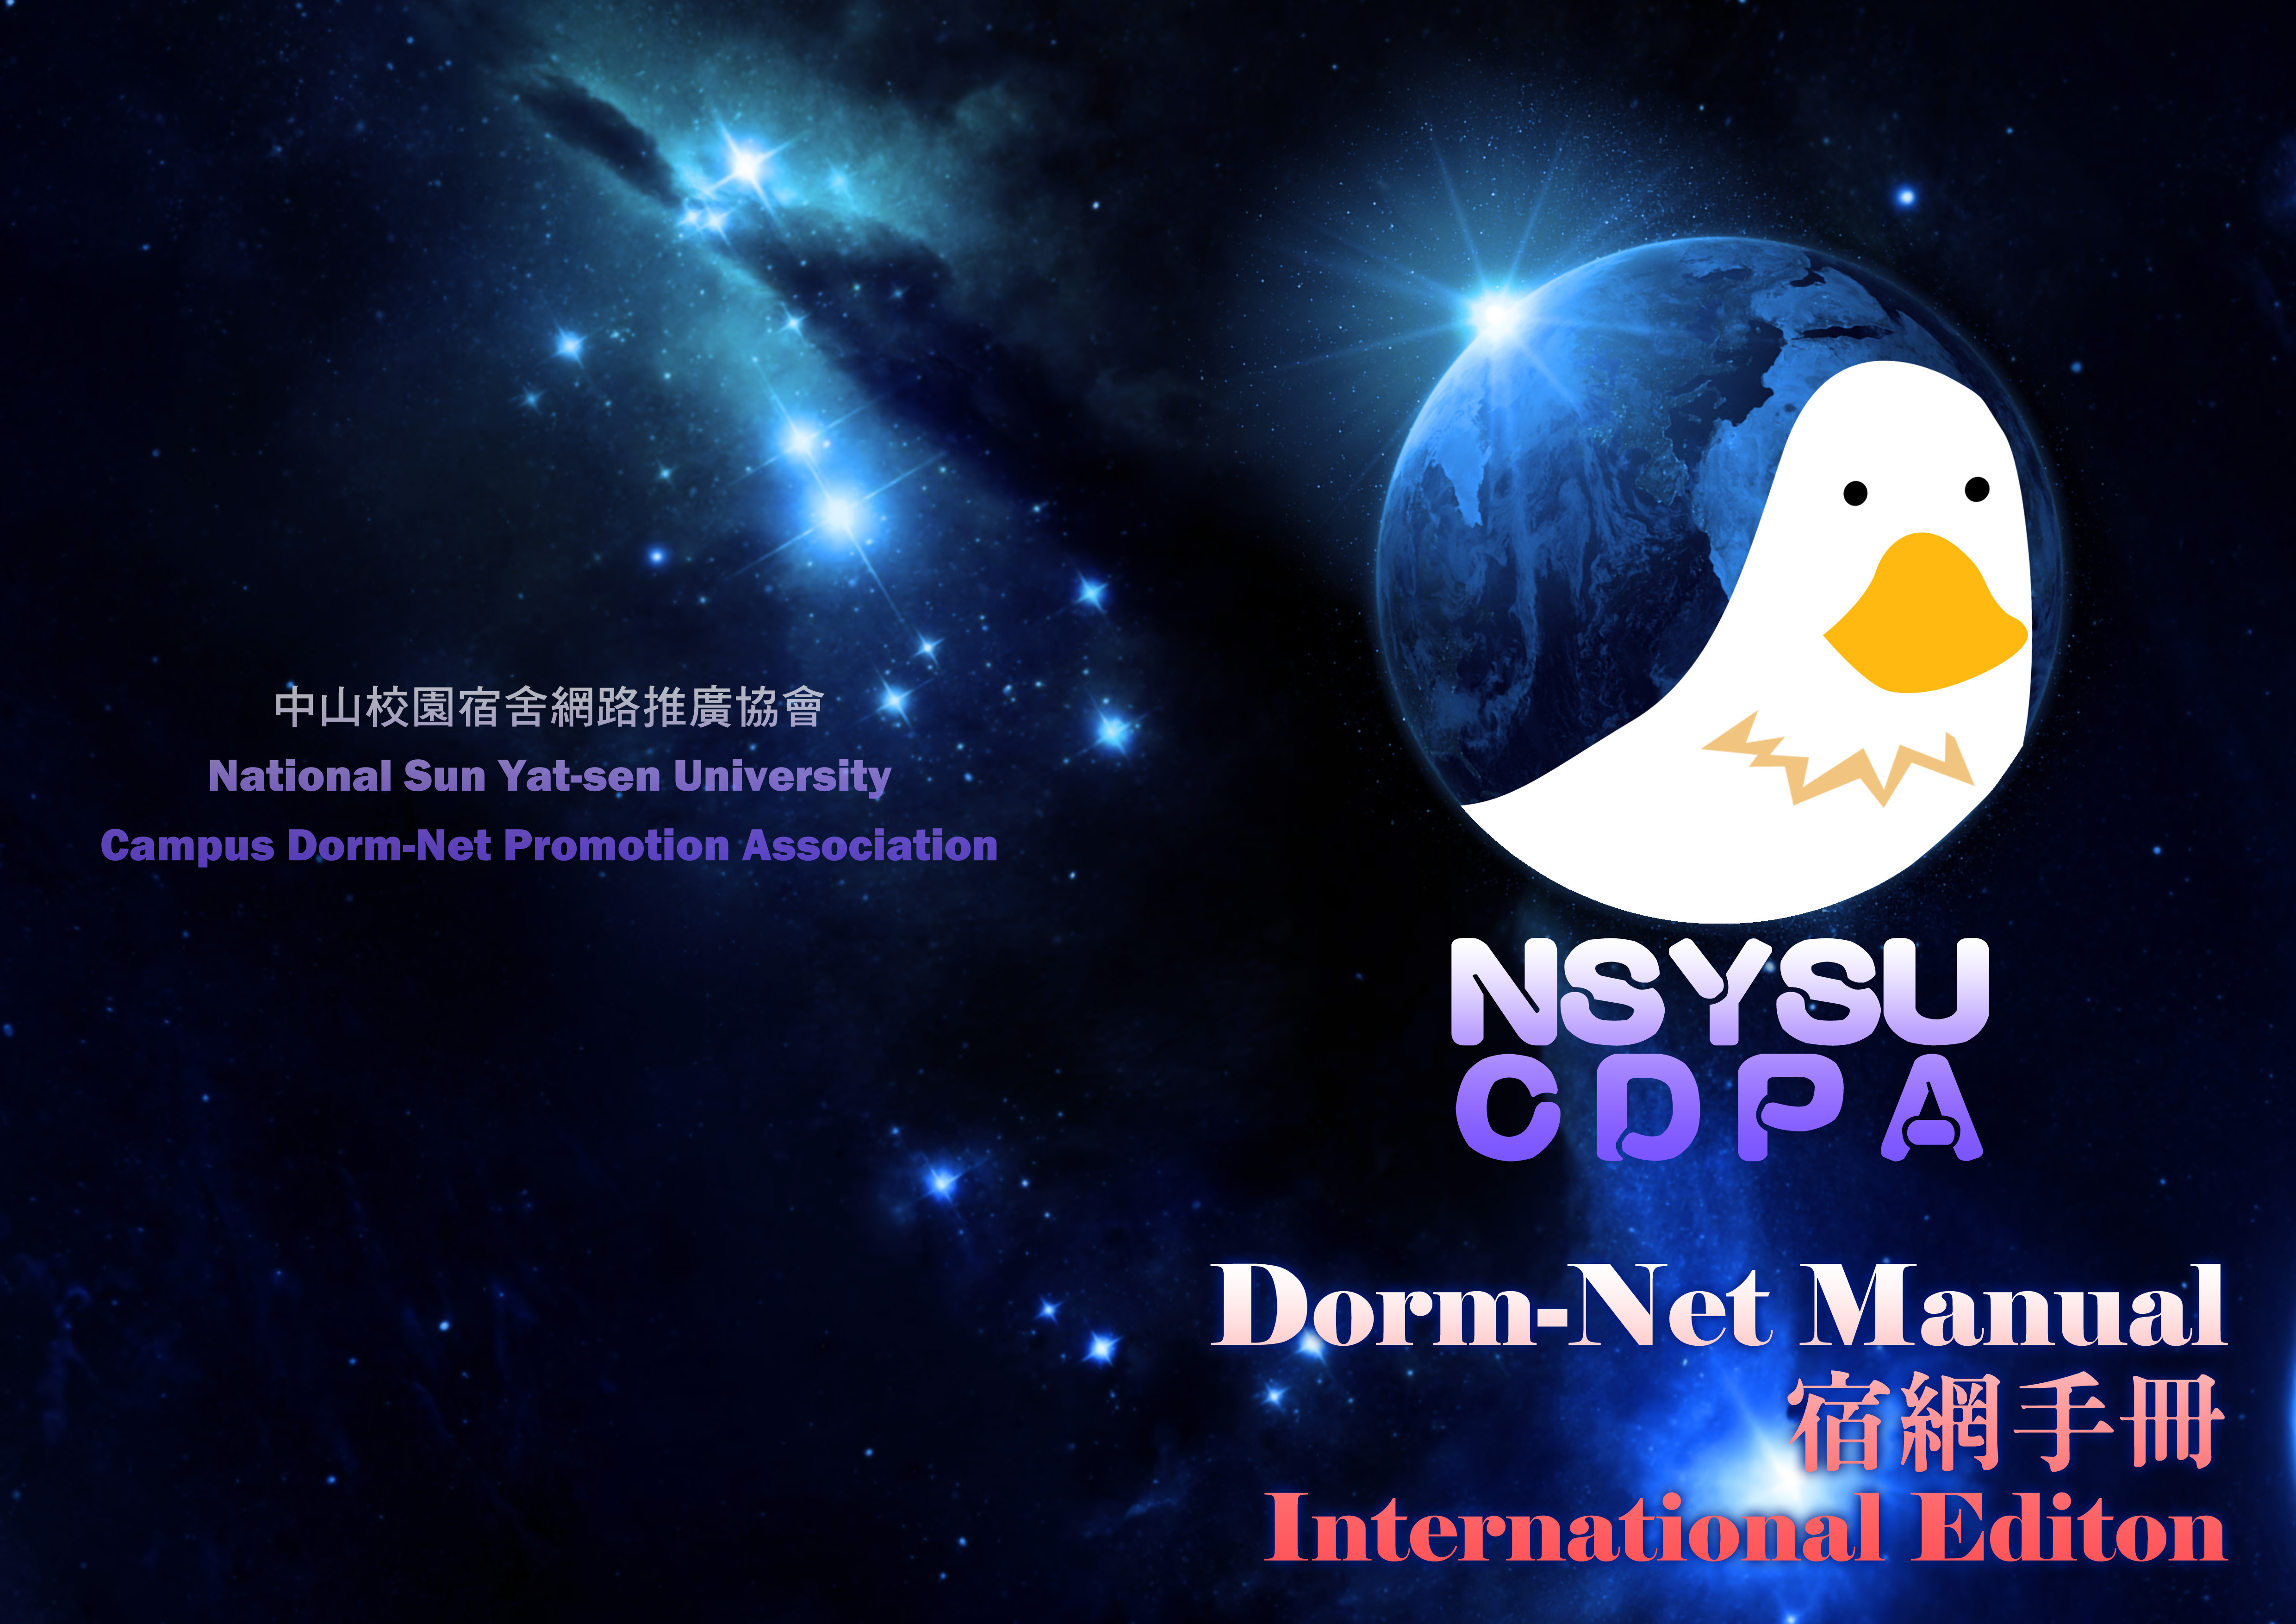 中山校園宿舍網路推廣協會
National Sun Yat-sen University
Campus Dorm-Net Promotion Association
NSYSU
CDPA
Dorm-Net Manual
宿網手冊
International Editon